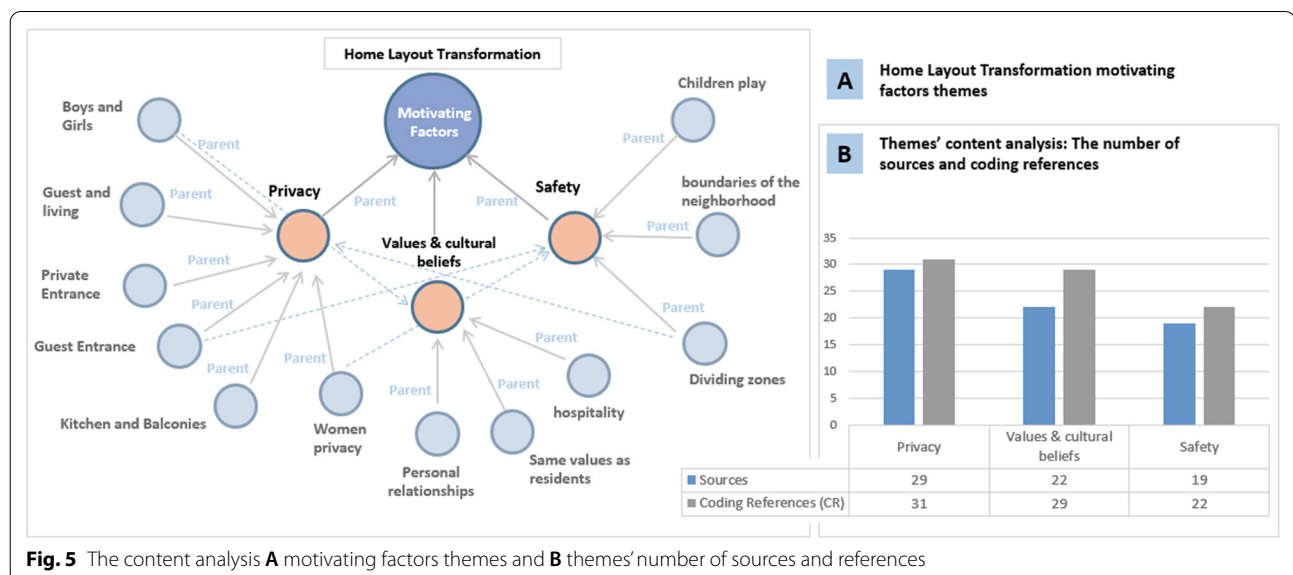 Home Layout Transformation
Motivating
Factors
Boys and
Girls
Parent
Guest and
living
Parent
Private
Entrance
Parent
Guest Entrance
Parent
Kitchen and Balconies
Parent
Women
privacy
Parent
Privacy
Parent
Values & cultural
beliefs
Safety
Parent
Children play
Parent
boundaries of the
neighborhood
Parent
Dividing zones
Parent
hospitality
Parent
Same values as
residents
Parent
Personal
relationships
A Home Layout Transformation motivating
factors themes
B Themes' content analysis: The number of
sources and coding references
35
30
25
20
15
10
5
0
Privacy Values & cultural
beliefs Safety
Sources 29 22 19
Coding References (CR) 31 29 22
Fig. 5 The content analysis A motivating factors themes and B themes' number of sources and references